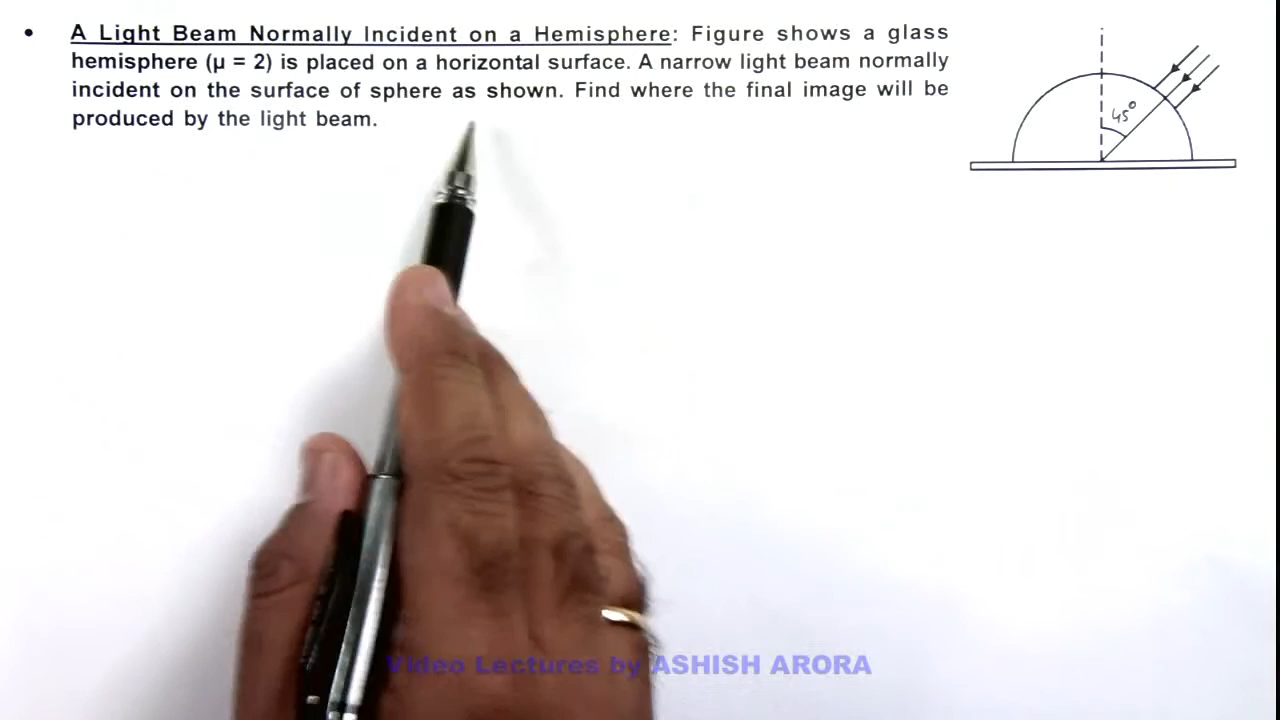 • A Light Beam Normally Incident on a Hemisphere: Figure shows a glass
hemisphere (μ = 2) is placed on a horizontal surface. A narrow light beam normally
incident on the surface of sphere as shown. Find where the final image will be
produced by the light beam.
45°
Video Lectures by ASHISH ARORA